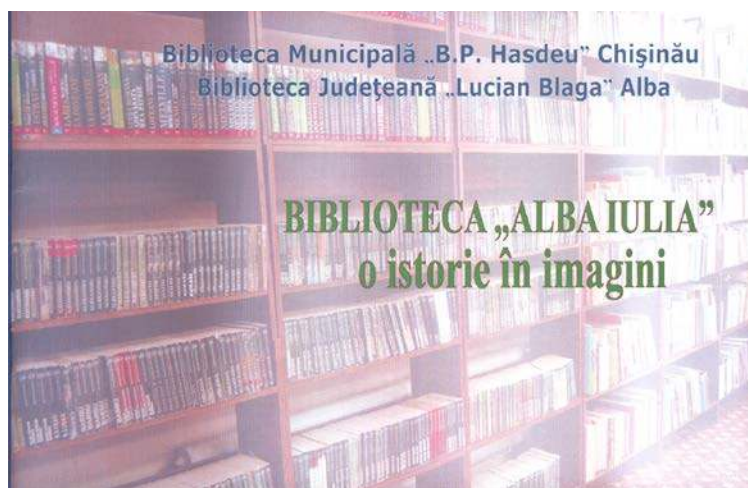 Biblioteca Municipală „B.P. Hasdeu” Chişinău
Biblioteca Judeţeană „Lucian Blaga” Alba
BIBLIOTECA „ALBA IULIA”
o istorie în imagini